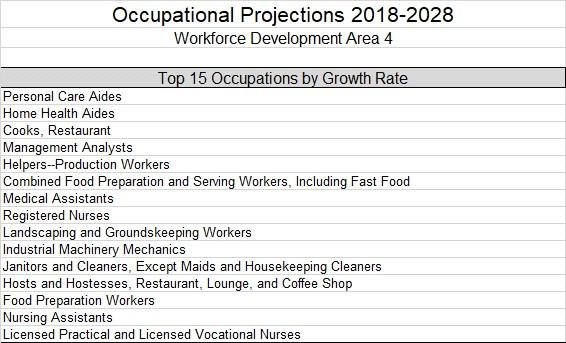 Occupational Projections 2018-2028
Workforce Development Area 4
Top 15 Occupations by Growth Rate
Personal Care Aides
Home Health Aides
Cooks, Restaurant
Management Analysts
Helpers--Production Workers
Combined Food Preparation and Serving Workers, Including Fast Food
Medical Assistants
Registered Nurses
Landscaping and Groundskeeping Workers
Industrial Machinery Mechanics
Janitors and Cleaners, Except Maids and Housekeeping Cleaners
Hosts and Hostesses, Restaurant, Lounge, and Coffee Shop
Food Preparation Workers
Nursing Assistants
Licensed Practical and Licensed Vocational Nurses